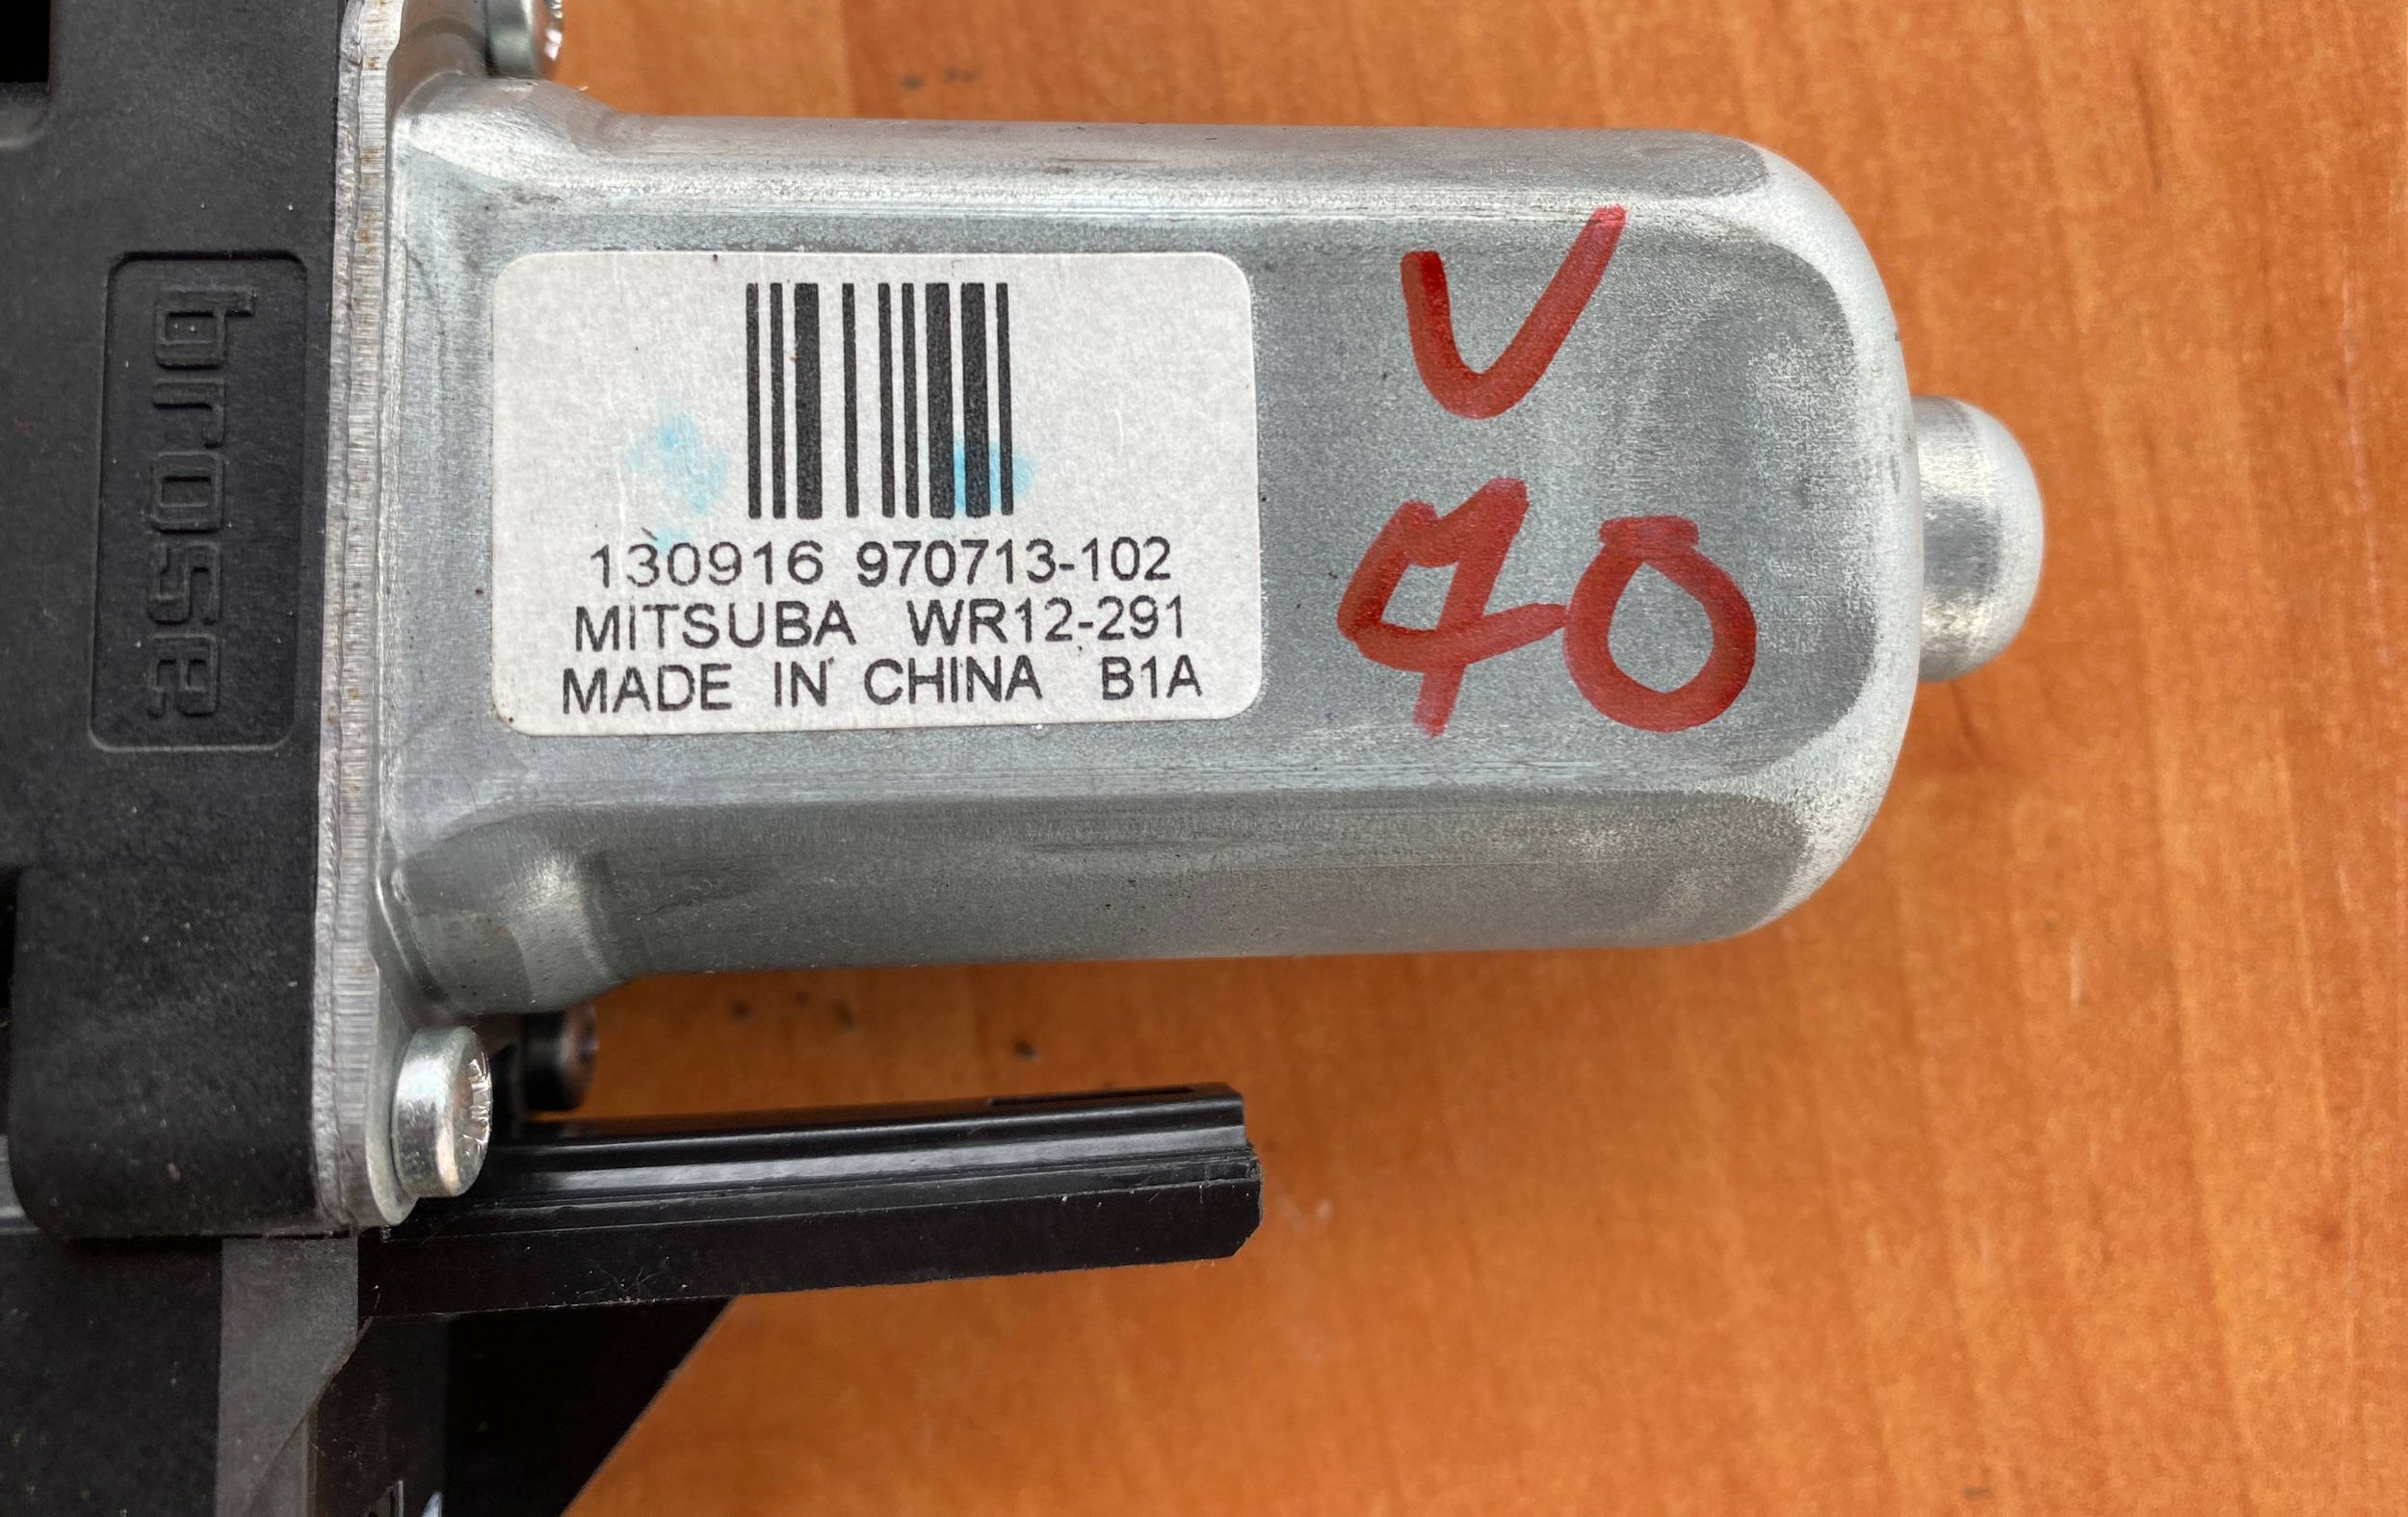 brose
130916 970713-102
MITSUBA WR12-291
MADE IN CHINA B1A
V
40